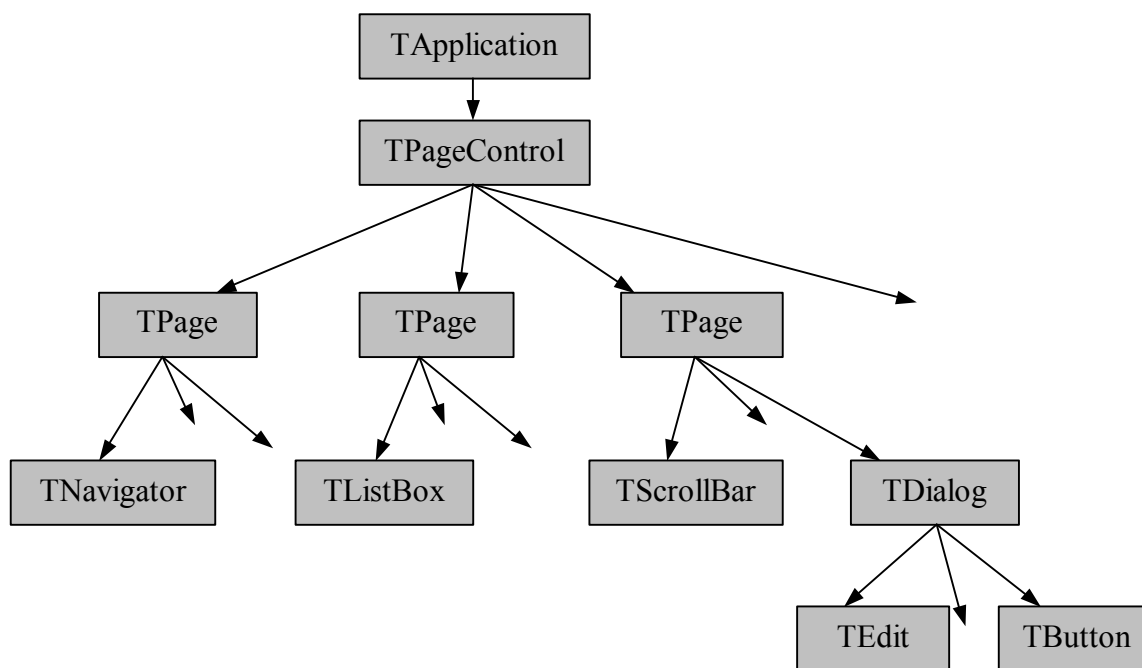 TApplication
TPageControl
TPage
TPage
TPage
TNavigator
TListBox
TScrollBar
TDialog
TEdit
TButton